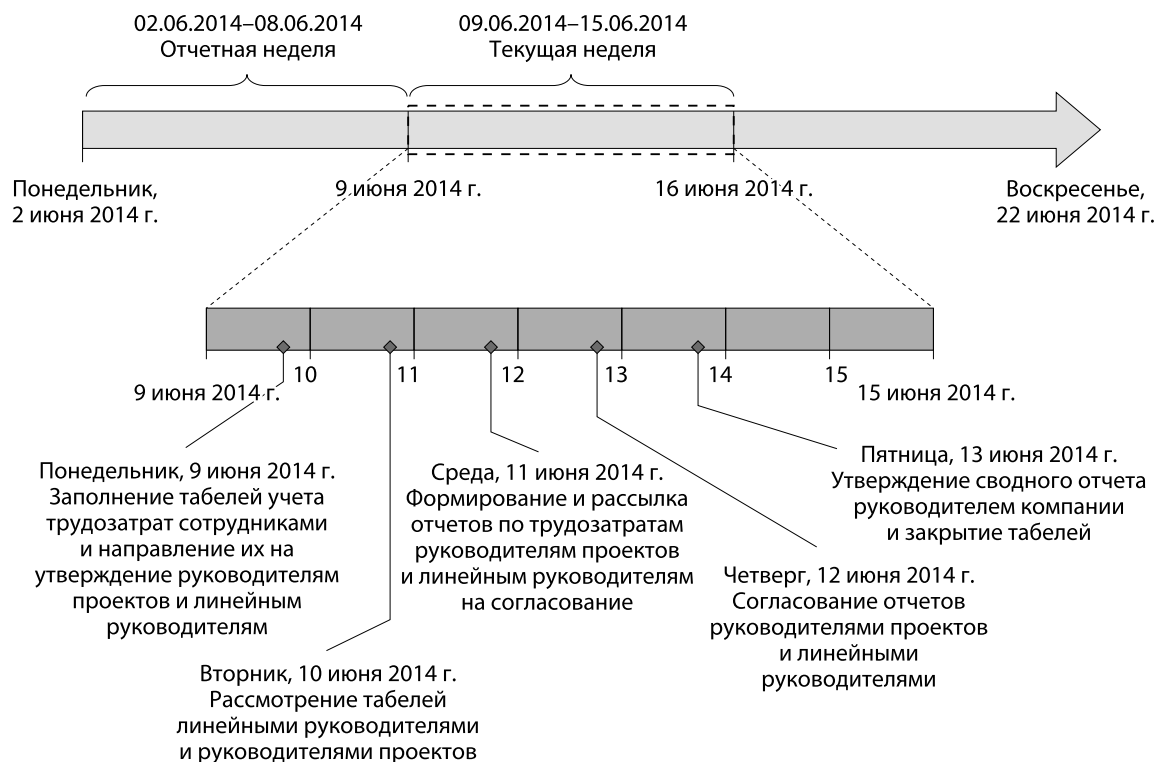 02.06.2014–08.06.2014
Отчетная неделя
09.06.2014–15.06.2014
Текущая неделя
Понедельник,
2 июня 2014 г.
9 июня 2014 г.
16 июня 2014 г.
Воскресенье,
22 июня 2014 г.
9 июня 2014 г.
10
11
12
13
14
15
15 июня 2014 г.
Понедельник, 9 июня 2014 г.
Заполнение табелей учета
трудозатрат сотрудниками
и направление их на
утверждение руководителям
проектов и линейным
руководителям
Вторник, 10 июня 2014 г.
Рассмотрение табелей
линейными руководителями
и руководителями проектов
Среда, 11 июня 2014 г.
Формирование и рассылка
отчетов по трудозатратам
руководителям проектов
и линейным руководителям
на согласование
Четверг, 12 июня 2014 г.
Согласование отчетов
руководителями проектов
и линейными
руководителями
Пятница, 13 июня 2014 г.
Утверждение сводного отчета
руководителем компании
и закрытие табелей